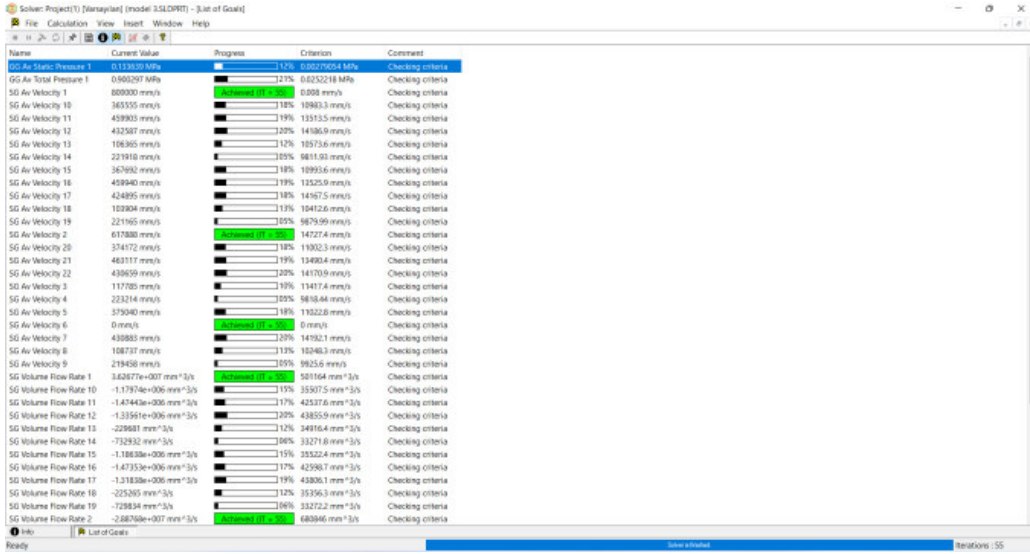 Solver: Project(1) [Varsayılan] (model 3.SLDPRT) - [List of Goals]
File Calculation View Insert Window Help
Name Current Value Progress Criterion Comment
GG Av Static Pressure 1 0.133639 MPa 12% 0.00279054 MPa Checking criteria
GG Av Total Pressure 1 0.900297 MPa 21% 0.0252218 MPa Checking criteria
SG Av Velocity 1 800000 mm/s Achieved (IT = 55) 0.008 mm/s Checking criteria
SG Av Velocity 10 365555 mm/s 18% 10983.3 mm/s Checking criteria
SG Av Velocity 11 459903 mm/s 19% 13513.5 mm/s Checking criteria
SG Av Velocity 12 432587 mm/s 20% 14186.9 mm/s Checking criteria
SG Av Velocity 13 106365 mm/s 12% 10573.6 mm/s Checking criteria
SG Av Velocity 14 221918 mm/s 05% 9811.93 mm/s Checking criteria
SG Av Velocity 15 367692 mm/s 18% 10993.6 mm/s Checking criteria
SG Av Velocity 16 459940 mm/s 19% 13525.9 mm/s Checking criteria
SG Av Velocity 17 424895 mm/s 18% 14167.5 mm/s Checking criteria
SG Av Velocity 18 103904 mm/s 13% 10412.6 mm/s Checking criteria
SG Av Velocity 19 221165 mm/s 05% 9879.99 mm/s Checking criteria
SG Av Velocity 2 617888 mm/s Achieved (IT = 55) 14727.4 mm/s Checking criteria
SG Av Velocity 20 374172 mm/s 18% 11002.3 mm/s Checking criteria
SG Av Velocity 21 463117 mm/s 19% 13490.4 mm/s Checking criteria
SG Av Velocity 22 430659 mm/s 20% 14170.9 mm/s Checking criteria
SG Av Velocity 3 117785 mm/s 10% 11417.4 mm/s Checking criteria
SG Av Velocity 4 223214 mm/s 05% 9818.44 mm/s Checking criteria
SG Av Velocity 5 375040 mm/s 18% 11022.8 mm/s Checking criteria
SG Av Velocity 6 0 mm/s Achieved (IT = 55) 0 mm/s Checking criteria
SG Av Velocity 7 430883 mm/s 20% 14192.1 mm/s Checking criteria
SG Av Velocity 8 108737 mm/s 13% 10248.3 mm/s Checking criteria
SG Av Velocity 9 219458 mm/s 05% 9925.6 mm/s Checking criteria
SG Volume Flow Rate 1 3.62677e+007 mm^3/s Achieved (IT = 55) 501164 mm^3/s Checking criteria
SG Volume Flow Rate 10 -1.17974e+006 mm^3/s 15% 35507.5 mm^3/s Checking criteria
SG Volume Flow Rate 11 -1.47443e+006 mm^3/s 17% 42537.6 mm^3/s Checking criteria
SG Volume Flow Rate 12 -1.33561e+006 mm^3/s 20% 43855.9 mm^3/s Checking criteria
SG Volume Flow Rate 13 -229681 mm^3/s 12% 34916.4 mm^3/s Checking criteria
SG Volume Flow Rate 14 -732932 mm^3/s 06% 33271.8 mm^3/s Checking criteria
SG Volume Flow Rate 15 -1.18638e+006 mm^3/s 15% 35522.4 mm^3/s Checking criteria
SG Volume Flow Rate 16 -1.47353e+006 mm^3/s 17% 42598.7 mm^3/s Checking criteria
SG Volume Flow Rate 17 -1.31838e+006 mm^3/s 19% 43806.1 mm^3/s Checking criteria
SG Volume Flow Rate 18 -225265 mm^3/s 12% 35356.3 mm^3/s Checking criteria
SG Volume Flow Rate 19 -729834 mm^3/s 06% 33272.2 mm^3/s Checking criteria
SG Volume Flow Rate 2 -2.88768e+007 mm^3/s Achieved (IT = 55) 680846 mm^3/s Checking criteria
Info List of Goals
Ready Solver is finished. Iterations : 55